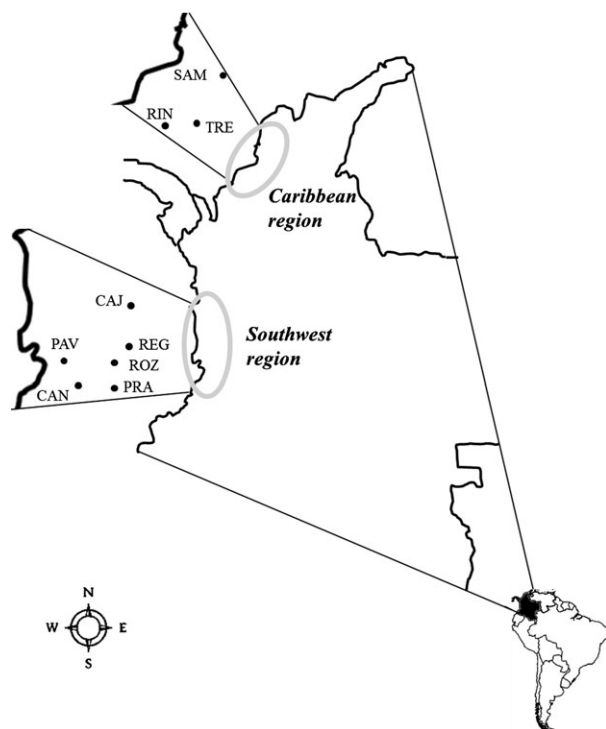 SAM
RIN
TRE
Caribbean
region
CAJ
PAV
REG
ROZ
CAN
PRA
Southwest
region
N
W
E
S